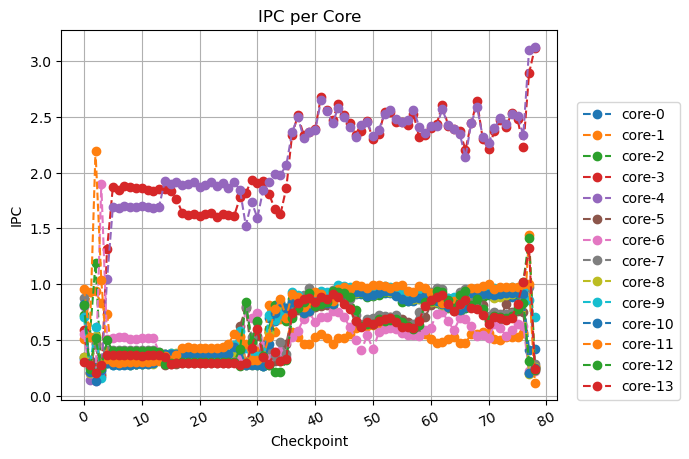 IPC per Core
IPC
3.0
2.5
2.0
1.5
1.0
0.5
0.0
0
10
20
30
40
50
60
70
80
Checkpoint
core-0
core-1
core-2
core-3
core-4
core-5
core-6
core-7
core-8
core-9
core-10
core-11
core-12
core-13